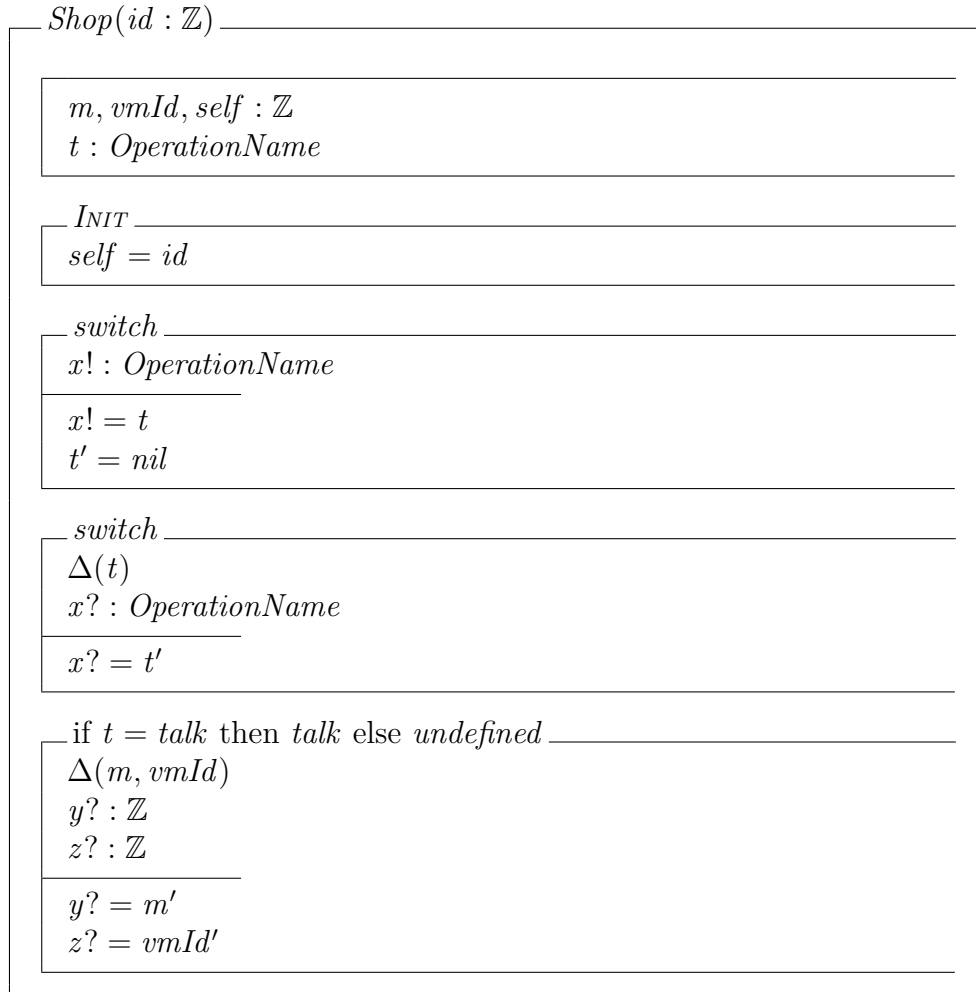 Shop(id : ℤ)
m, vmId, self : ℤ
t : OperationName
INIT
self = id
switch
x! : OperationName
x! = t
t′ = nil
switch
Δ(t)
x? : OperationName
x? = t′
if t = talk then talk else undefined
Δ(m, vmId)
y? : ℤ
z? : ℤ
y? = m′
z? = vmId′